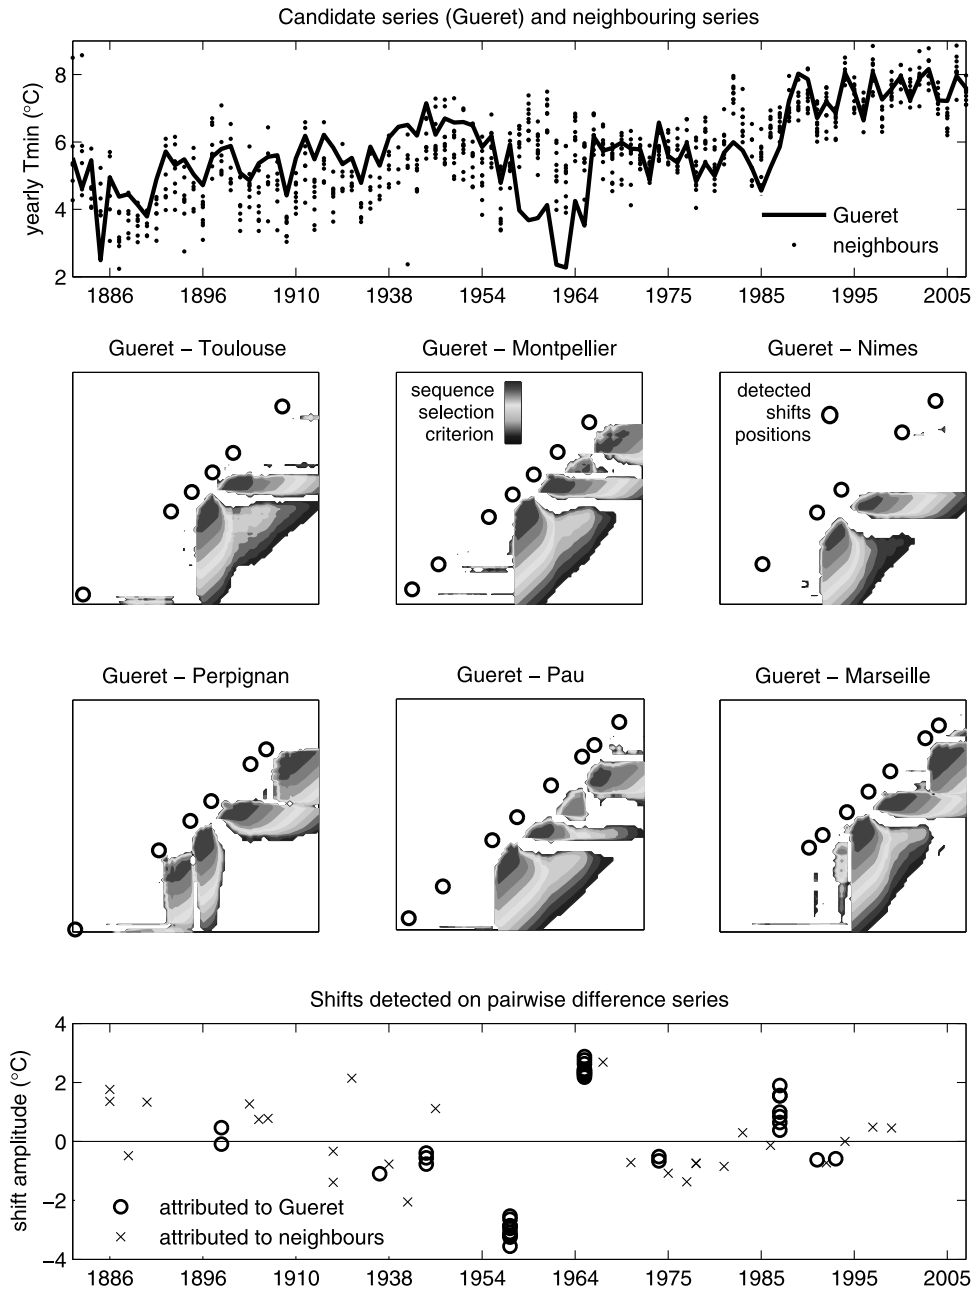 Candidate series (Gueret) and neighbouring series
yearly Tmin (°C)
8
6
4
2
Gueret
neighbours
1886 1896 1910 1938 1954 1964 1975 1985 1995 2005
Gueret − Toulouse
Gueret − Montpellier
Gueret − Nimes
sequence
selection
criterion
detected
shifts
positions
Gueret − Perpignan
Gueret − Pau
Gueret − Marseille
Shifts detected on pairwise difference series
shift amplitude (°C)
4
2
0
−2
−4
attributed to Gueret
attributed to neighbours
1886 1896 1910 1938 1954 1964 1975 1985 1995 2005